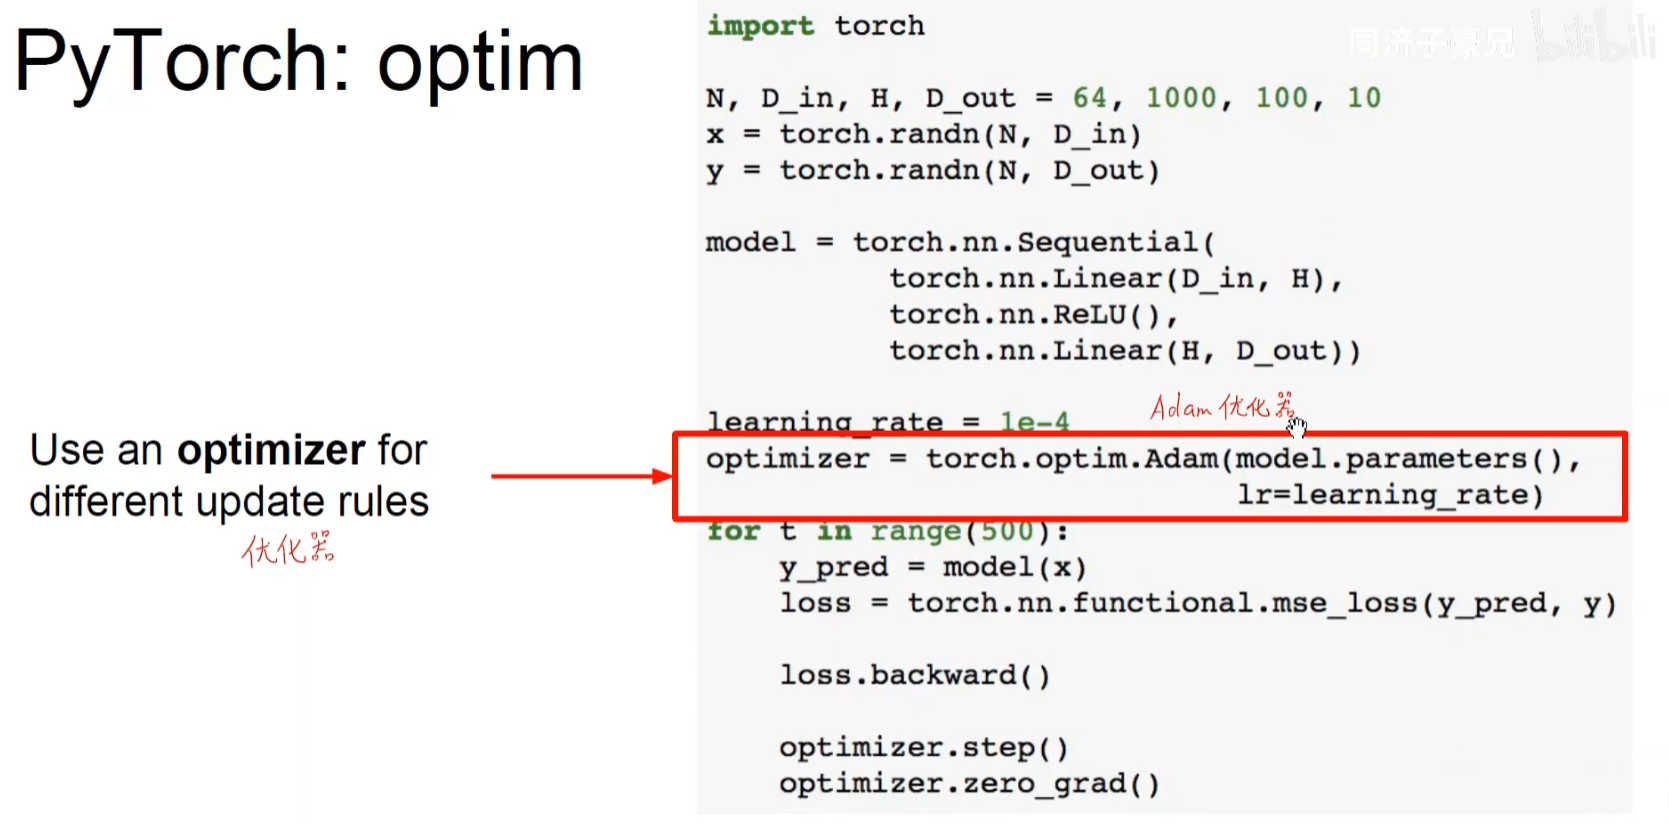 PyTorch: optim
同济子豪兄 bilibili
import torch
N, D_in, H, D_out = 64, 1000, 100, 10
x = torch.randn(N, D_in)
y = torch.randn(N, D_out)
model = torch.nn.Sequential(
torch.nn.Linear(D_in, H),
torch.nn.ReLU(),
torch.nn.Linear(H, D_out))
Adam 优化器
learning_rate = 1e-4
Use an optimizer for
different update rules
优化器
optimizer = torch.optim.Adam(model.parameters(),
lr=learning_rate)
for t in range(500):
y_pred = model(x)
loss = torch.nn.functional.mse_loss(y_pred, y)
loss.backward()
optimizer.step()
optimizer.zero_grad()